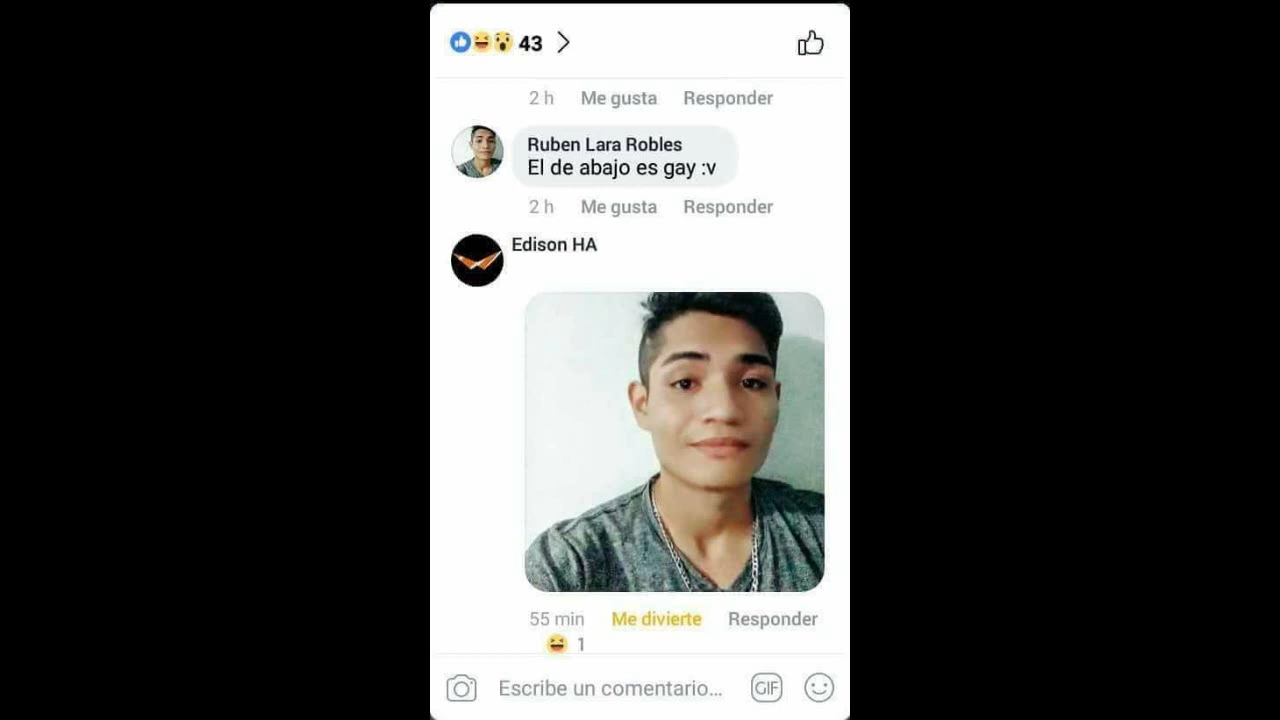 43
2 h Me gusta Responder
Ruben Lara Robles
El de abajo es gay :v
2 h Me gusta Responder
Edison HA
55 min Me divierte Responder
1
Escribe un comentario... GIF